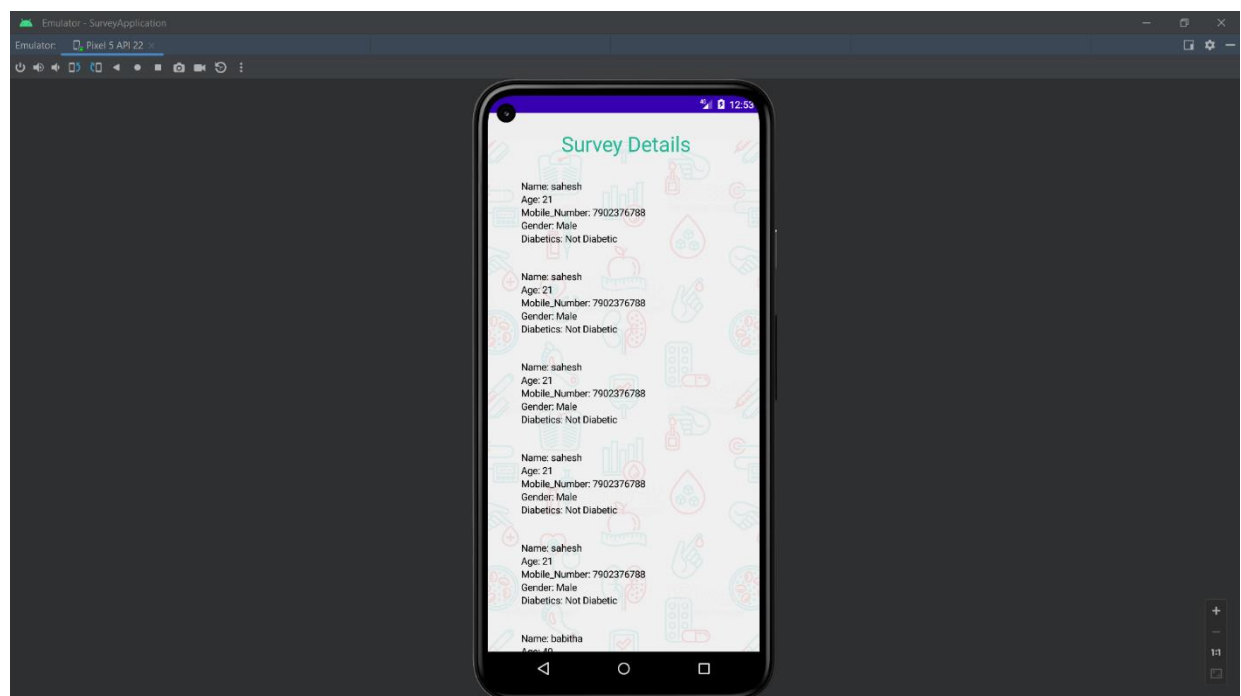 Emulator - SurveyApplication
Emulator: Pixel 5 API 22
12:53
Survey Details
Name: sahesh
Age: 21
Mobile_Number: 7902376788
Gender: Male
Diabetics: Not Diabetic
Name: sahesh
Age: 21
Mobile_Number: 7902376788
Gender: Male
Diabetics: Not Diabetic
Name: sahesh
Age: 21
Mobile_Number: 7902376788
Gender: Male
Diabetics: Not Diabetic
Name: sahesh
Age: 21
Mobile_Number: 7902376788
Gender: Male
Diabetics: Not Diabetic
Name: sahesh
Age: 21
Mobile_Number: 7902376788
Gender: Male
Diabetics: Not Diabetic
Name: babitha
1:1